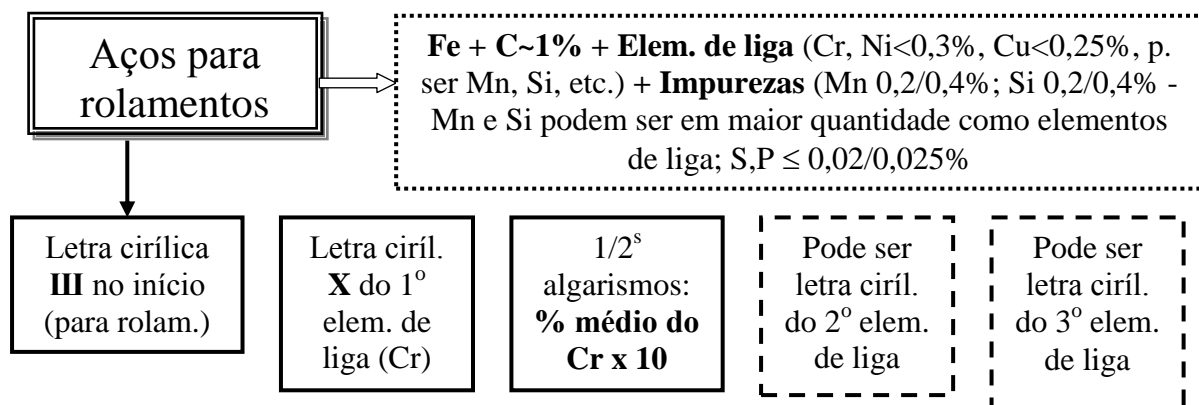 Aços para
rolamentos
Fe + C~1% + Elem. de liga (Cr, Ni<0,3%, Cu<0,25%, p.
ser Mn, Si, etc.) + Impurezas (Mn 0,2/0,4%; Si 0,2/0,4% -
Mn e Si podem ser em maior quantidade como elementos
de liga; S,P ≤ 0,02/0,025%
Letra cirílica
III no início
(para rolam.)
Letra ciríl.
X do 1º
elem. de
liga (Cr)
1/2ˢ
algarismos:
% médio do
Cr x 10
Pode ser
letra ciríl.
do 2º elem.
de liga
Pode ser
letra ciríl.
do 3º elem.
de liga